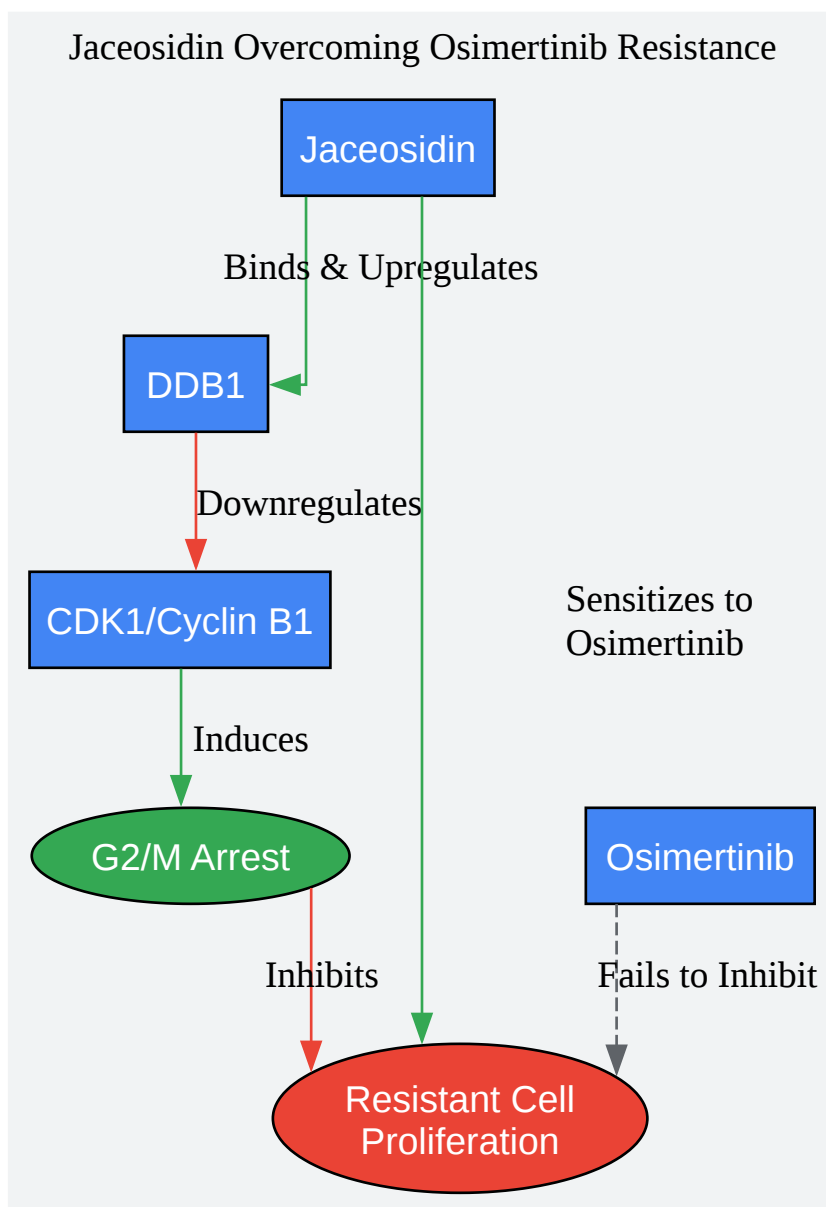 Jaceosidin Overcoming Osimertinib Resistance
Jaceosidin
Binds & Upregulates
DDB1
Downregulates
CDK1/Cyclin B1
Sensitizes to
Osimertinib
Induces
G2/M Arrest
Osimertinib
Inhibits
Fails to Inhibit
Resistant Cell
Proliferation